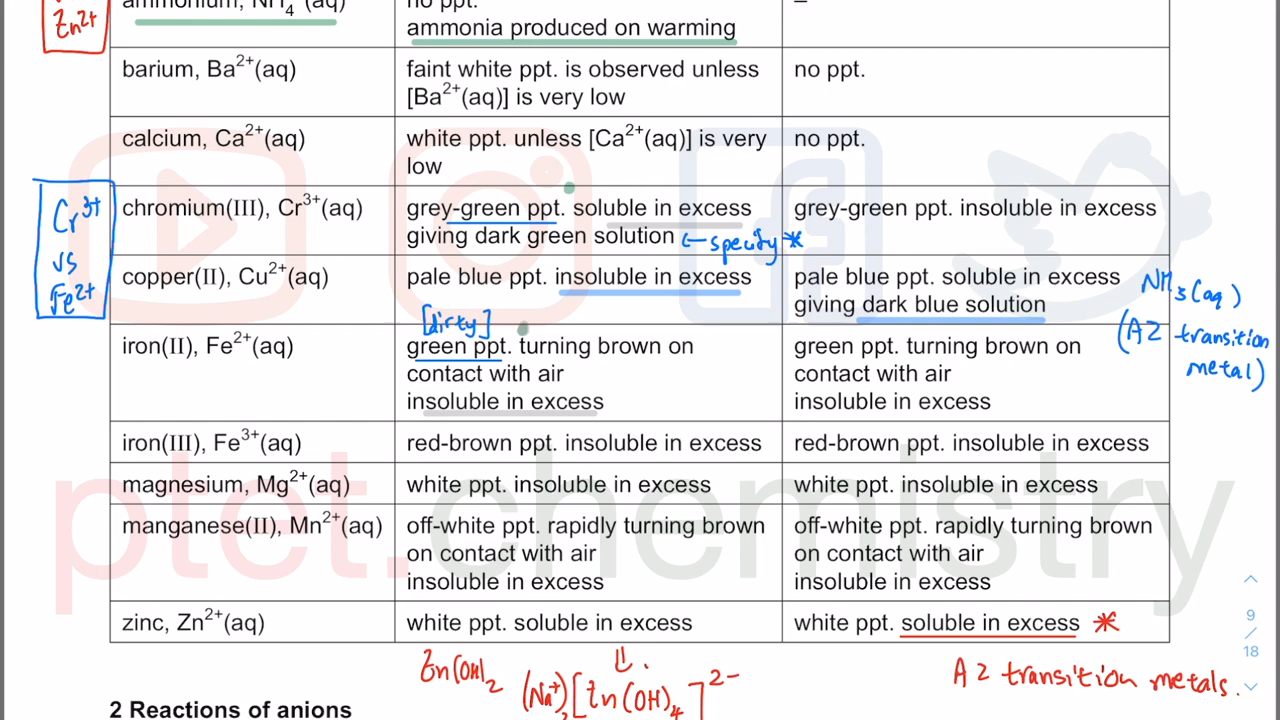 Zn2+
ammonium, NH4+(aq)
no ppt.
ammonia produced on warming
–
barium, Ba2+(aq)
faint white ppt. is observed unless
[Ba2+(aq)] is very low
no ppt.
calcium, Ca2+(aq)
white ppt. unless [Ca2+(aq)] is very
low
no ppt.
Cr3+
vs
Fe2+
chromium(III), Cr3+(aq)
grey-green ppt. soluble in excess
giving dark green solution
←specify*
grey-green ppt. insoluble in excess
copper(II), Cu2+(aq)
pale blue ppt. insoluble in excess
pale blue ppt. soluble in excess
giving dark blue solution
NH3(aq)
(A2 transition
metal)
[dirty]
iron(II), Fe2+(aq)
green ppt. turning brown on
contact with air
insoluble in excess
green ppt. turning brown on
contact with air
insoluble in excess
iron(III), Fe3+(aq)
red-brown ppt. insoluble in excess
red-brown ppt. insoluble in excess
magnesium, Mg2+(aq)
white ppt. insoluble in excess
white ppt. insoluble in excess
manganese(II), Mn2+(aq)
off-white ppt. rapidly turning brown
on contact with air
insoluble in excess
off-white ppt. rapidly turning brown
on contact with air
insoluble in excess
zinc, Zn2+(aq)
white ppt. soluble in excess
white ppt. soluble in excess *
ptet.chemistry
9
/
18
Zn(OH)2
(Na+)2[Zn(OH)4]2-
A2 transition metals.
2 Reactions of anions